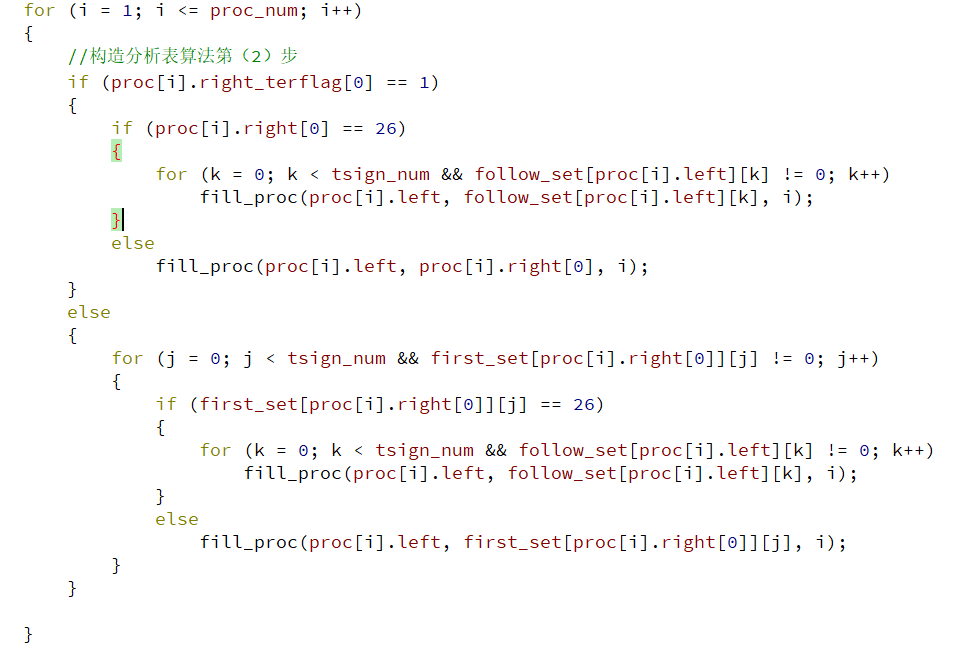 for (i = 1; i <= proc_num; i++)
{
//构造分析表算法第（2）步
if (proc[i].right_terflag[0] == 1)
{
if (proc[i].right[0] == 26)
{
for (k = 0; k < tsign_num && follow_set[proc[i].left][k] != 0; k++)
fill_proc(proc[i].left, follow_set[proc[i].left][k], i);
}
else
fill_proc(proc[i].left, proc[i].right[0], i);
}
else
{
for (j = 0; j < tsign_num && first_set[proc[i].right[0]][j] != 0; j++)
{
if (first_set[proc[i].right[0]][j] == 26)
{
for (k = 0; k < tsign_num && follow_set[proc[i].left][k] != 0; k++)
fill_proc(proc[i].left, follow_set[proc[i].left][k], i);
}
else
fill_proc(proc[i].left, first_set[proc[i].right[0]][j], i);
}
}
}